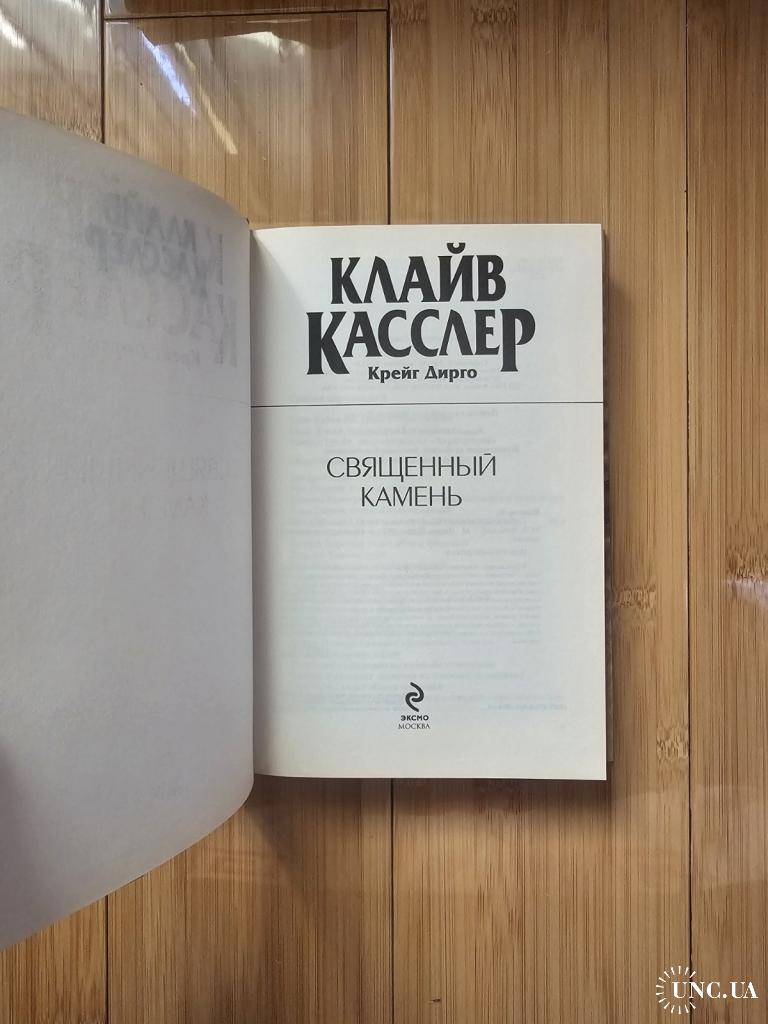 КЛАЙВ
КАССЛЕР
Крейг Дирго
СВЯЩЕННЫЙ
КАМЕНЬ
ЭКСМО
МОСКВА
UNC.UA